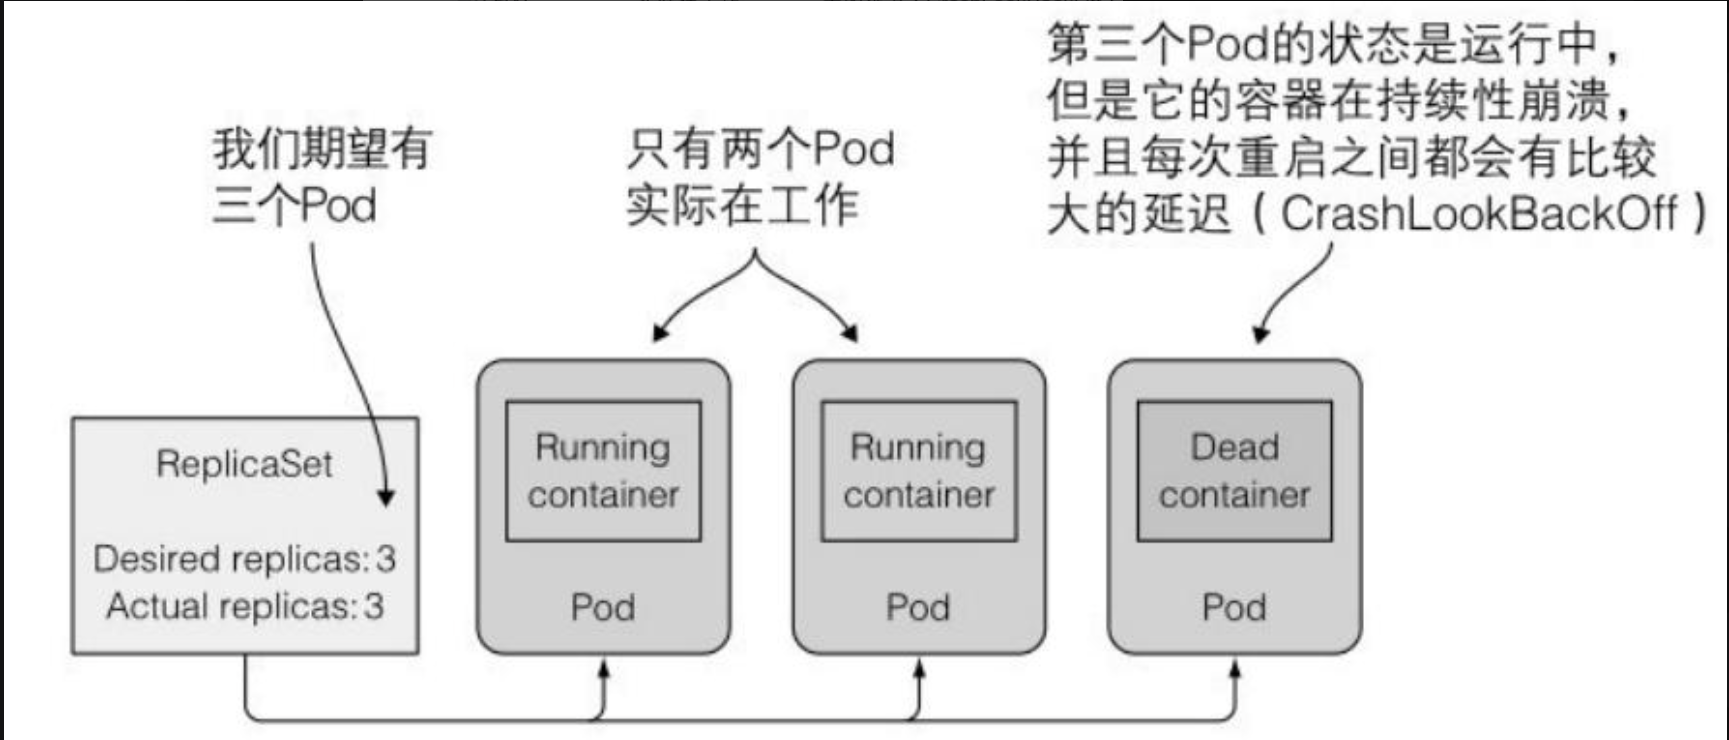 我们期望有
三个Pod
只有两个Pod
实际在工作
第三个Pod的状态是运行中，
但是它的容器在持续性崩溃，
并且每次重启之间都会有比较
大的延迟（CrashLookBackOff）
ReplicaSet
Desired replicas: 3
Actual replicas: 3
Running
container
Pod
Running
container
Pod
Dead
container
Pod